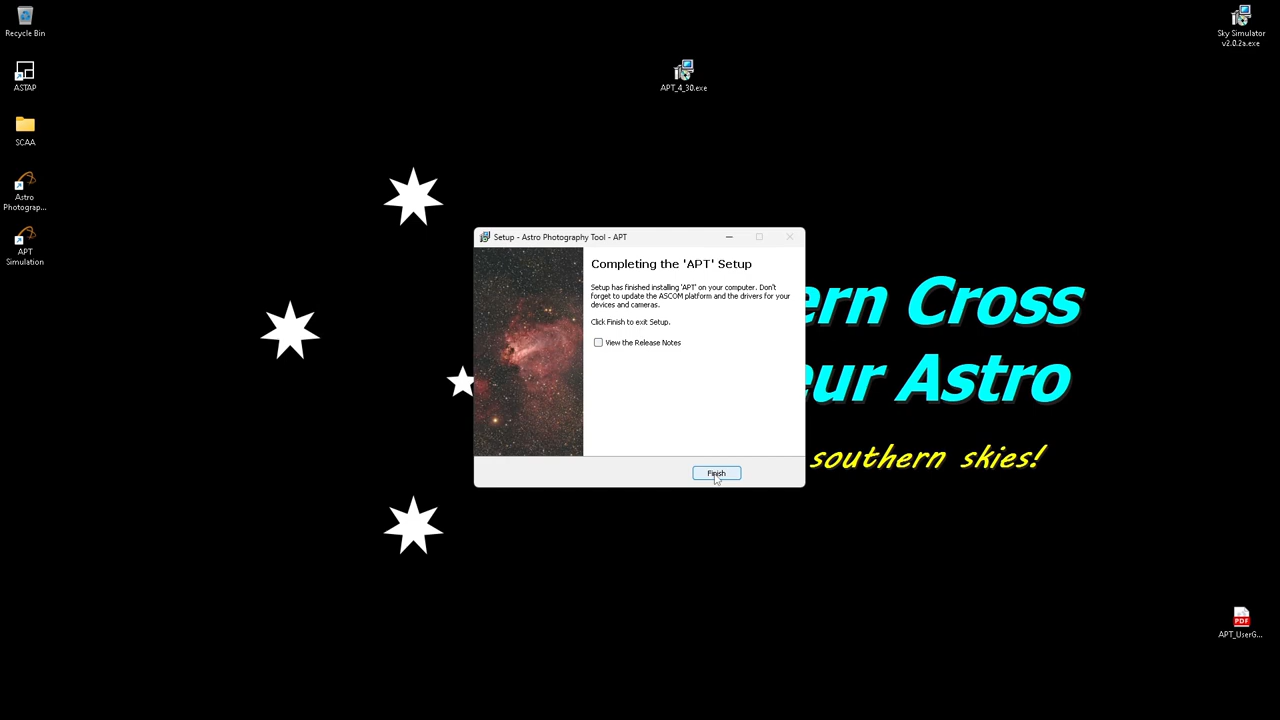 Recycle Bin
ASTAP
SCAA
Astro
Photograp...
APT
Simulation
APT_4_30.exe
Sky Simulator
v2.0.2a.exe
Setup - Astro Photography Tool - APT
Completing the 'APT' Setup
Setup has finished installing 'APT' on your computer. Don't
forget to update the ASCOM platform and the drivers for your
devices and cameras.
Click Finish to exit Setup.
View the Release Notes
Finish
ern Cross
eur Astro
southern skies!
PDF
APT_UserG...